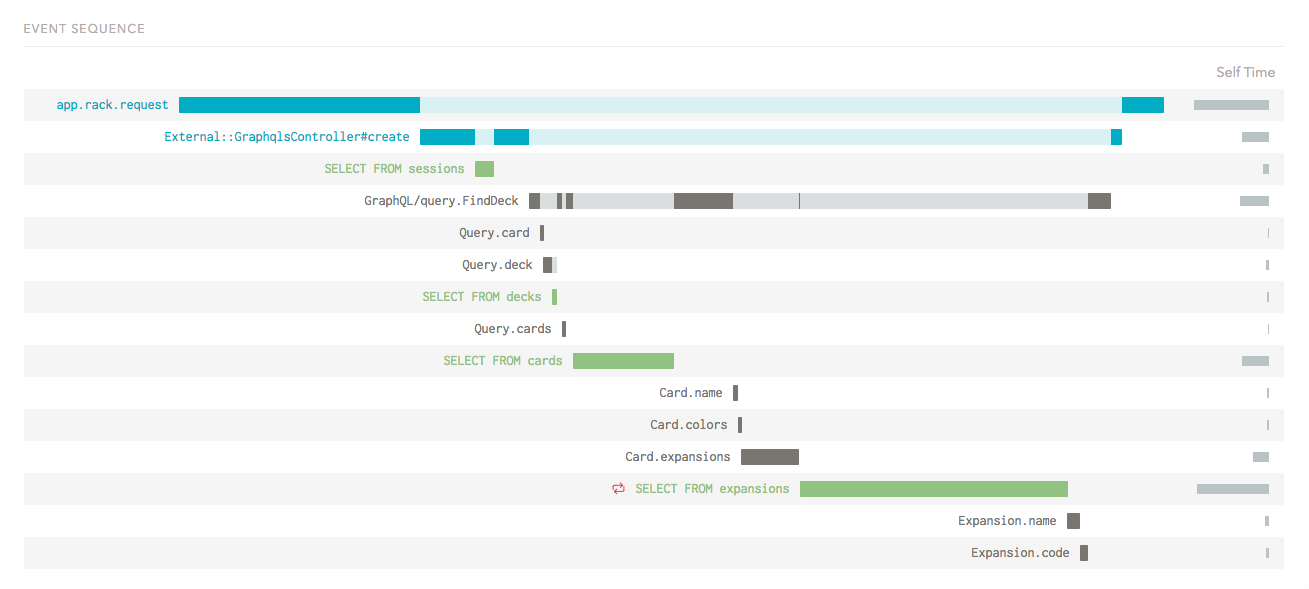 EVENT SEQUENCE
Self Time
app.rack.request
External::GraphqlsController#create
SELECT FROM sessions
GraphQL/query.FindDeck
Query.card
Query.deck
SELECT FROM decks
Query.cards
SELECT FROM cards
Card.name
Card.colors
Card.expansions
SELECT FROM expansions
Expansion.name
Expansion.code